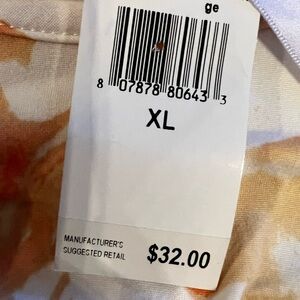 ge
8 07878 80643 3
XL
MANUFACTURER'S
SUGGESTED RETAIL $32.00